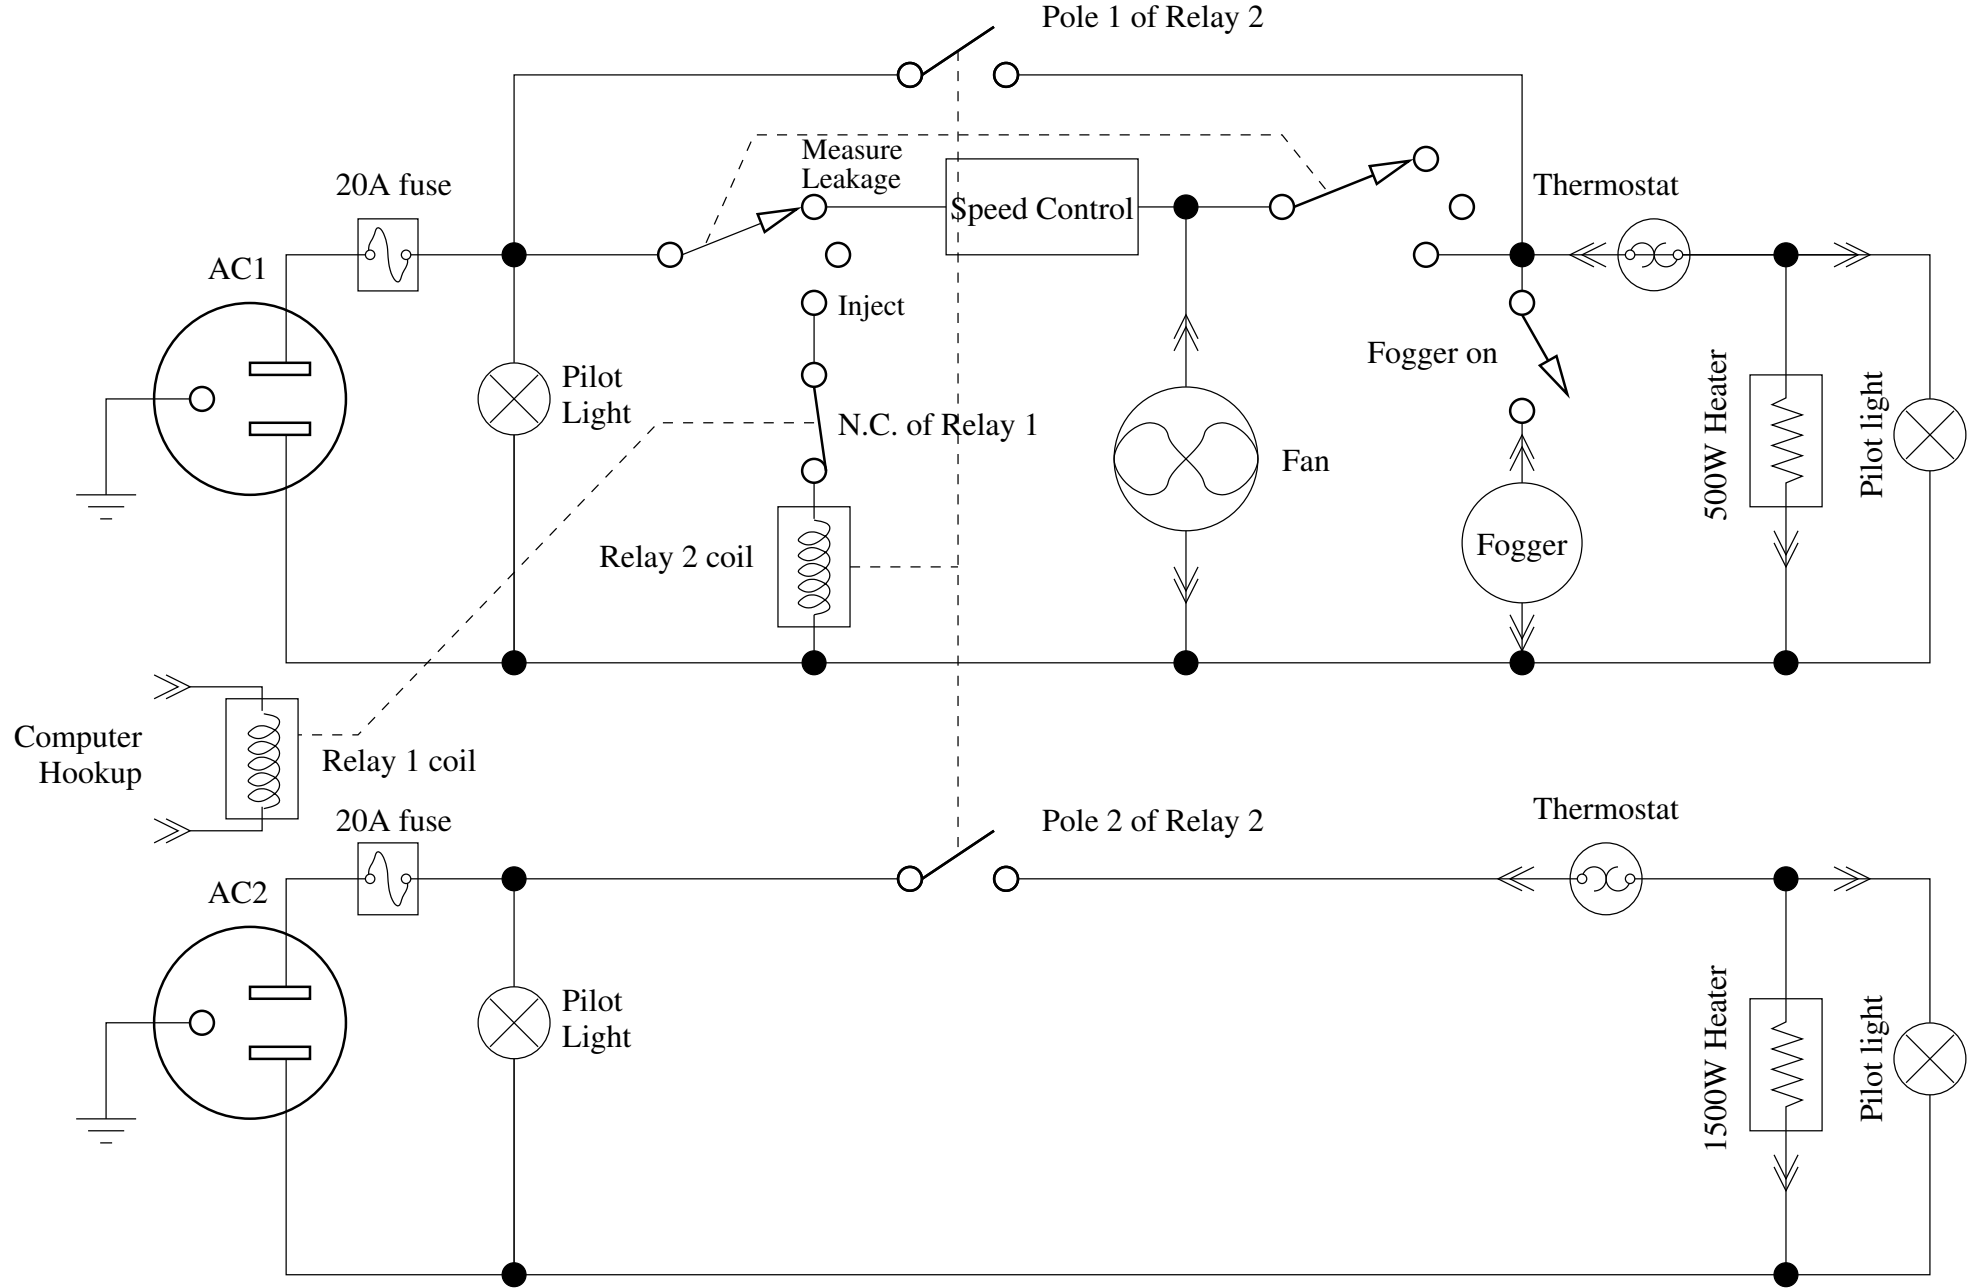 Pole 1 of Relay 2
Measure
Leakage
20A fuse
Speed Control
Thermostat
AC1
Inject
Fogger on
Pilot
Light
N.C. of Relay 1
Fan
500W Heater
Pilot light
Relay 2 coil
Fogger
Computer
Hookup
Relay 1 coil
20A fuse
Pole 2 of Relay 2
Thermostat
AC2
Pilot
Light
1500W Heater
Pilot light